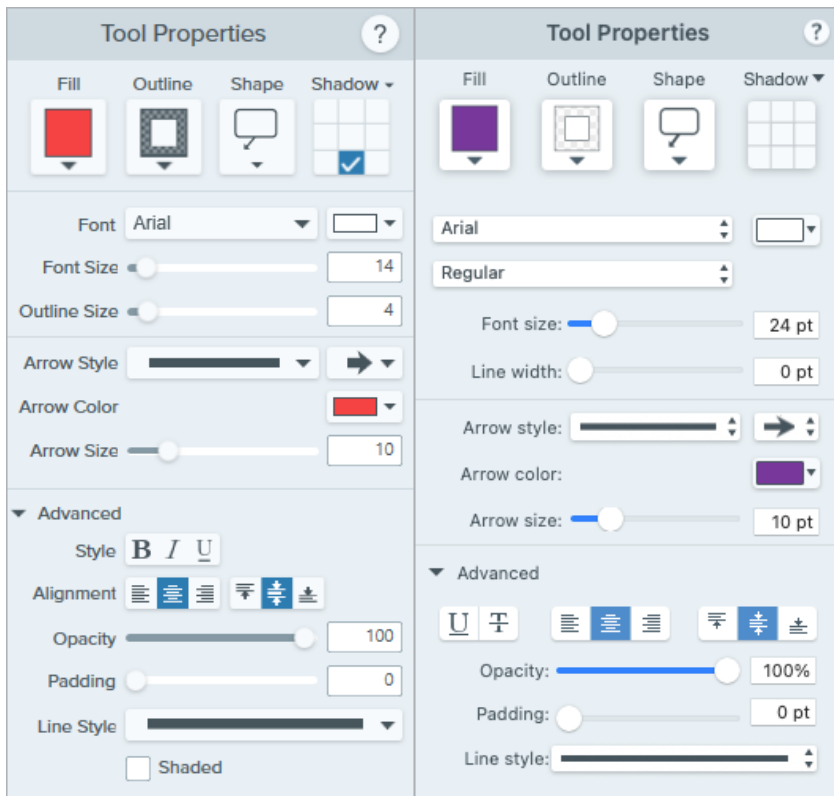 Tool Properties ?
Fill Outline Shape Shadow
Font Arial
Font Size 14
Outline Size 4
Arrow Style
Arrow Color
Arrow Size 10
Advanced
Style B I U
Alignment
Opacity 100
Padding 0
Line Style
Shaded
Tool Properties ?
Fill Outline Shape Shadow
Arial
Regular
Font size: 24 pt
Line width: 0 pt
Arrow style:
Arrow color:
Arrow size: 10 pt
Advanced
U T
Opacity: 100%
Padding: 0 pt
Line style: